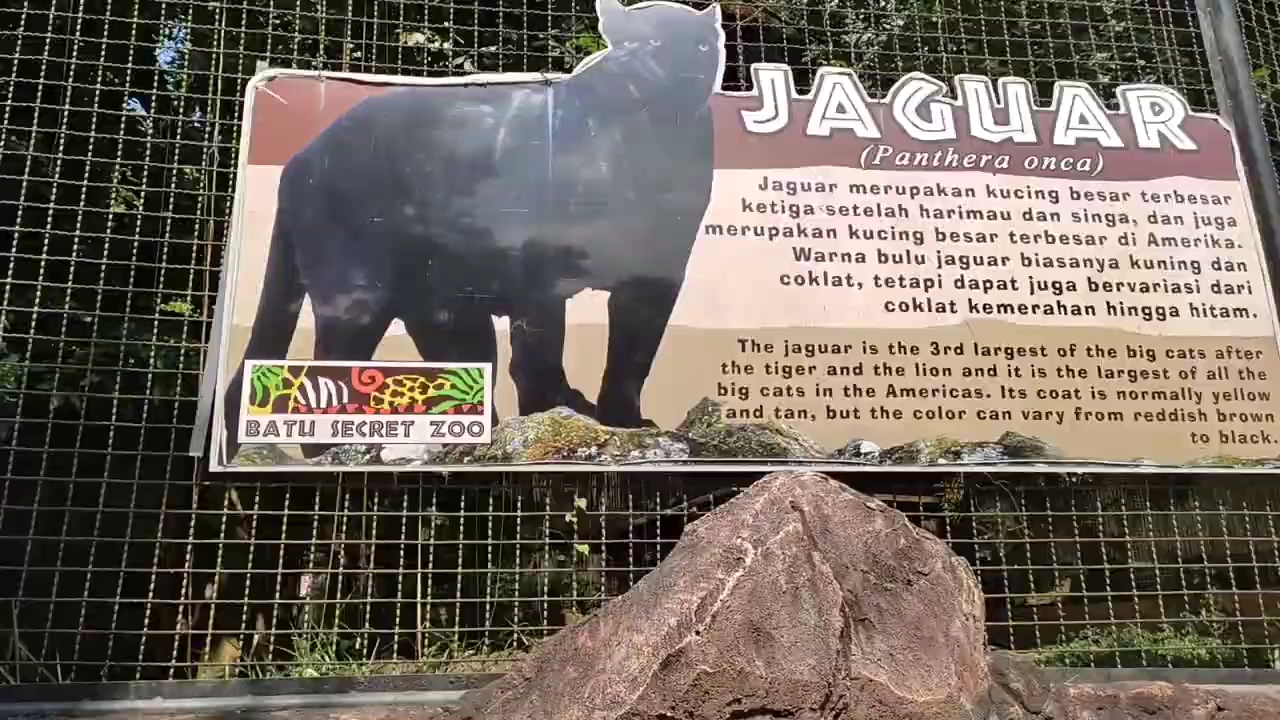 JAGUAR
(Panthera onca)
Jaguar merupakan kucing besar terbesar
ketiga setelah harimau dan singa, dan juga
merupakan kucing besar terbesar di Amerika.
Warna bulu jaguar biasanya kuning dan
coklat, tetapi dapat juga bervariasi dari
coklat kemerahan hingga hitam.
The jaguar is the 3rd largest of the big cats after
the tiger and the lion and it is the largest of all the
big cats in the Americas. Its coat is normally yellow
and tan, but the color can vary from reddish brown
to black.
BATU SECRET ZOO